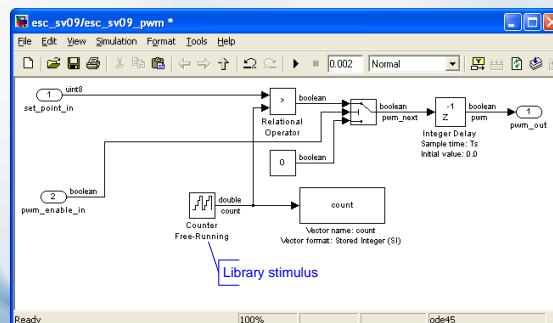 esc_sv09/esc_sv09_pwm *
File Edit View Simulation Format Tools Help
0.002 Normal
1 uint8
set_point_in
>
boolean
Relational
Operator
boolean
pwm_next
-1
Z
boolean
pwm
1
pwm_out
Integer Delay
Sample time: Ts
Initial value: 0.0
0 boolean
2 boolean
pwm_enable_in
double
count
Counter
Free-Running
count
Vector name: count
Vector format: Stored Integer (SI)
Library stimulus
Ready 100% ode45